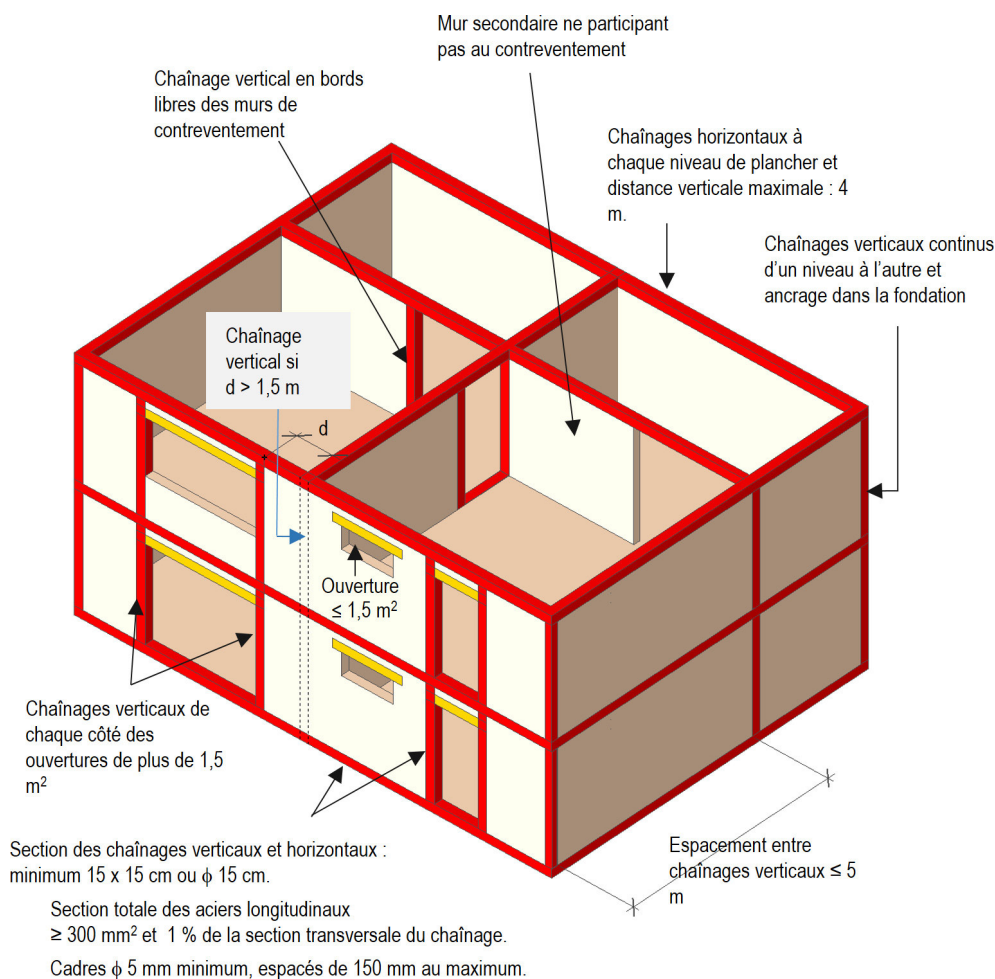 Mur secondaire ne participant
pas au contreventement
Chaînage vertical en bords
libres des murs de
contreventement
Chaînages horizontaux à
chaque niveau de plancher et
distance verticale maximale : 4
m.
Chaînages verticaux continus
d'un niveau à l'autre et
ancrage dans la fondation
Chaînage
vertical si
d > 1,5 m
d
Ouverture
≤ 1,5 m²
Chaînages verticaux de
chaque côté des
ouvertures de plus de 1,5
m²
Espacement entre
chaînages verticaux ≤ 5
m
Section des chaînages verticaux et horizontaux :
minimum 15 x 15 cm ou ϕ 15 cm.
Section totale des aciers longitudinaux
≥ 300 mm² et 1 % de la section transversale du chaînage.
Cadres ϕ 5 mm minimum, espacés de 150 mm au maximum.